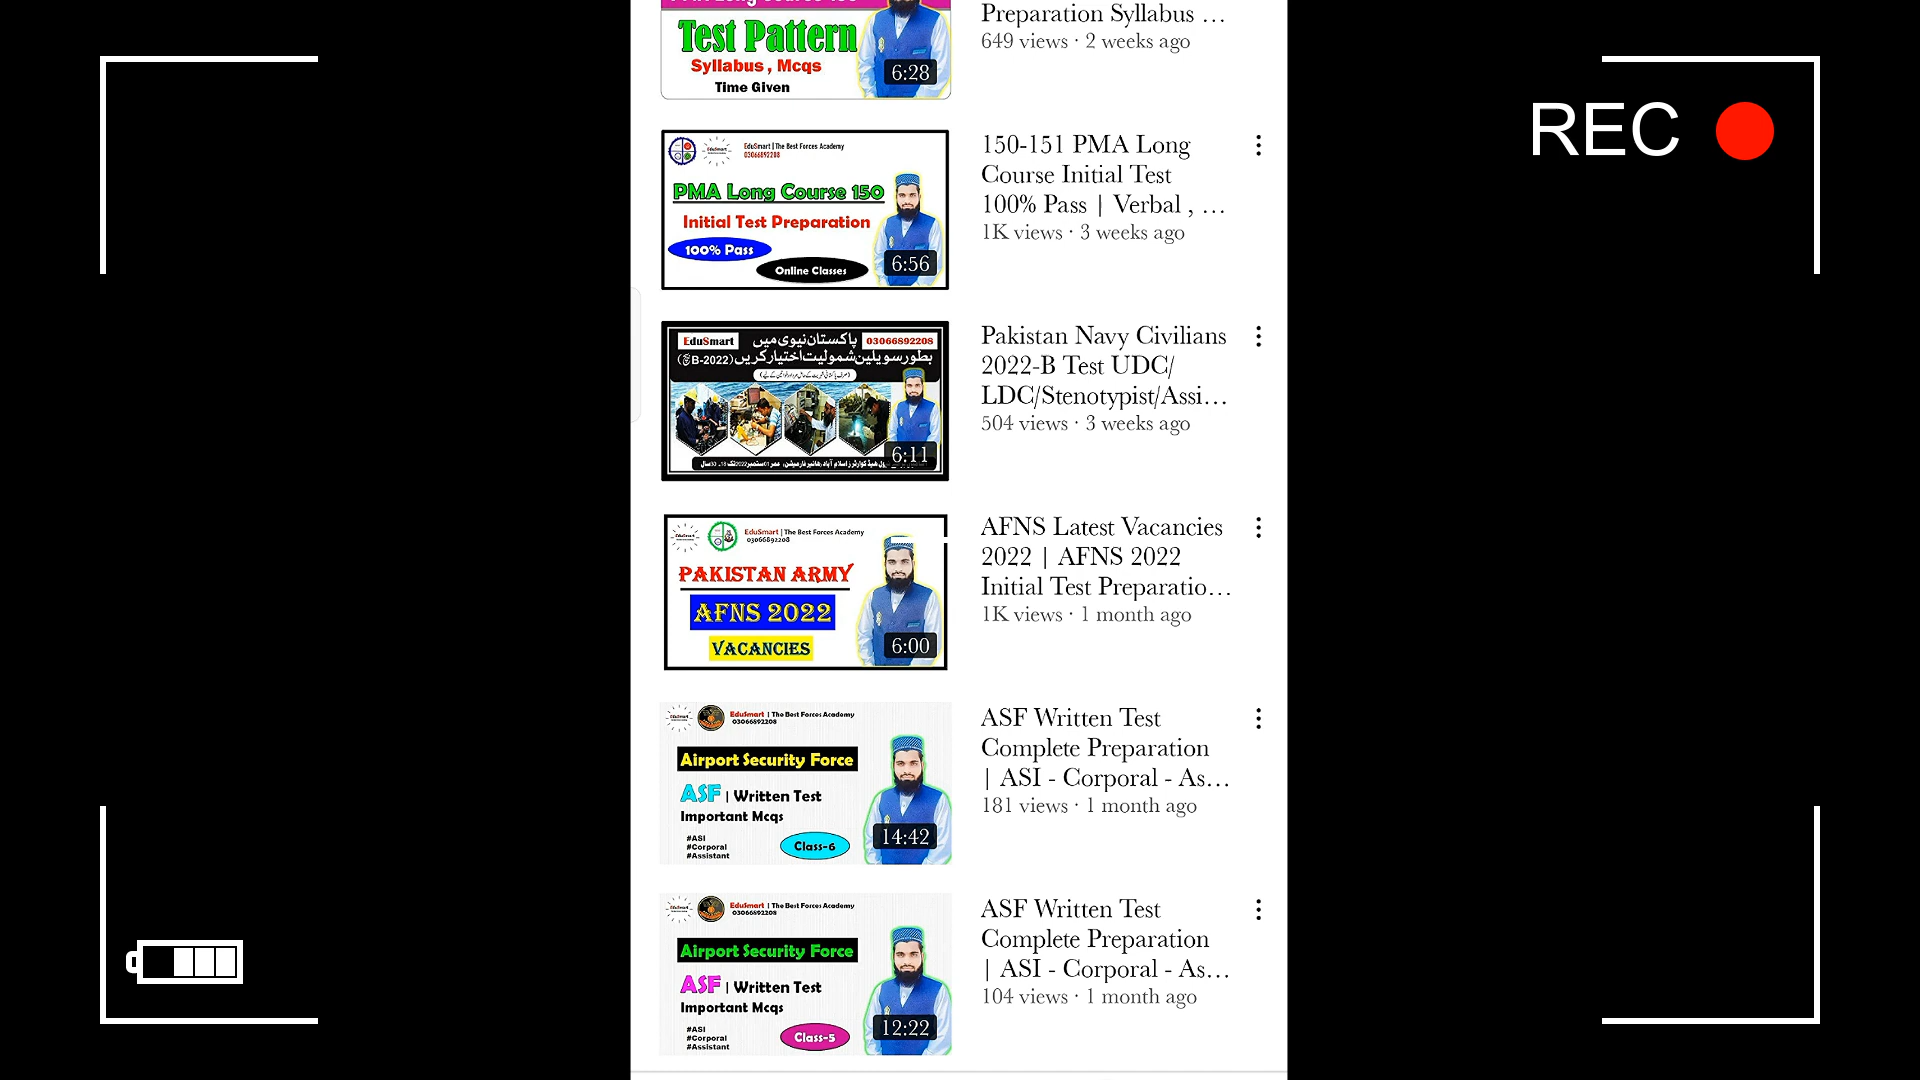 Test Pattern
Syllabus , Mcqs
Time Given
6:28
Preparation Syllabus ...
649 views · 2 weeks ago
REC
EduSmart | The Best Forces Academy
03066892208
PMA Long Course 150
Initial Test Preparation
100% Pass
Online Classes
6:56
150-151 PMA Long
Course Initial Test
100% Pass | Verbal , ...
1K views · 3 weeks ago
EduSmart
پاکستان نیوی میں
03066892208
بطور سویلین شمولیت اختیار کریں (B-2022 بیچ)
6:11
Pakistan Navy Civilians
2022-B Test UDC/
LDC/Stenotypist/Assi...
504 views · 3 weeks ago
EduSmart | The Best Forces Academy
03066892208
PAKISTAN ARMY
AFNS 2022
VACANCIES
6:00
AFNS Latest Vacancies
2022 | AFNS 2022
Initial Test Preparatio...
1K views · 1 month ago
EduSmart | The Best Forces Academy
03066892208
Airport Security Force
ASF | Written Test
Important Mcqs
#ASI
#Corporal
#Assistant
Class-6
14:42
ASF Written Test
Complete Preparation
| ASI - Corporal - As...
181 views · 1 month ago
EduSmart | The Best Forces Academy
03066892208
Airport Security Force
ASF | Written Test
Important Mcqs
#ASI
#Corporal
#Assistant
Class-5
12:22
ASF Written Test
Complete Preparation
| ASI - Corporal - As...
104 views · 1 month ago